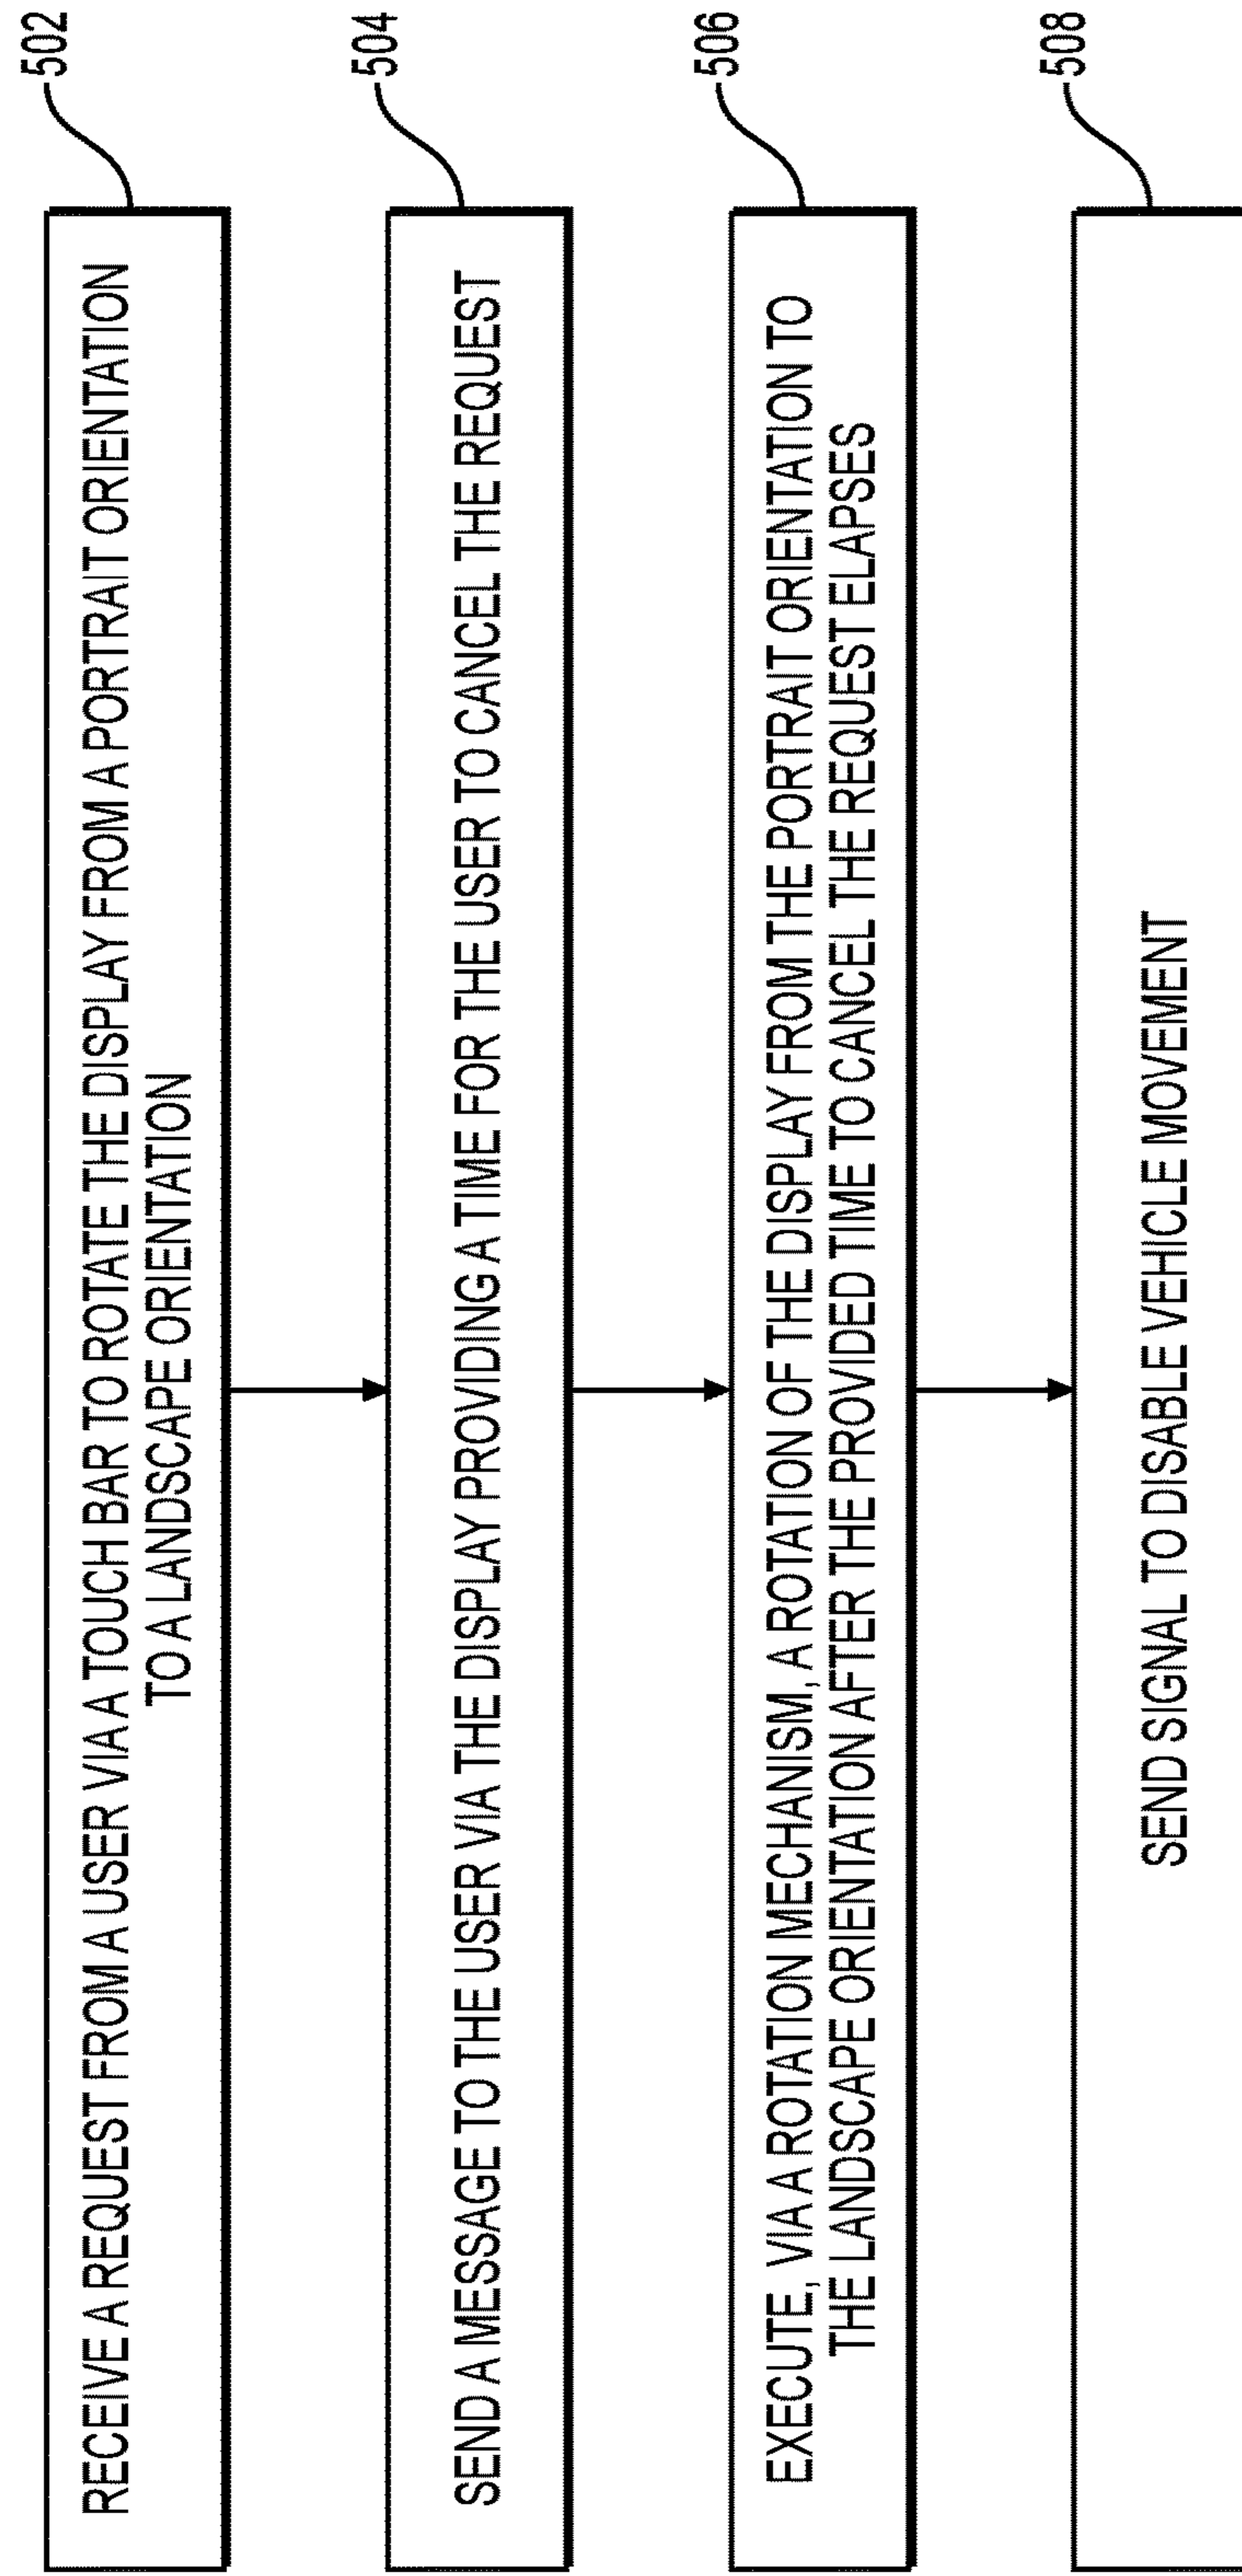 502
RECEIVE A REQUEST FROM A USER VIA A TOUCH BAR TO ROTATE THE DISPLAY FROM A PORTRAIT ORIENTATION
TO A LANDSCAPE ORIENTATION
504
SEND A MESSAGE TO THE USER VIA THE DISPLAY PROVIDING A TIME FOR THE USER TO CANCEL THE REQUEST
506
EXECUTE, VIA A ROTATION MECHANISM, A ROTATION OF THE DISPLAY FROM THE PORTRAIT ORIENTATION TO
THE LANDSCAPE ORIENTATION AFTER THE PROVIDED TIME TO CANCEL THE REQUEST ELAPSES
508
SEND SIGNAL TO DISABLE VEHICLE MOVEMENT